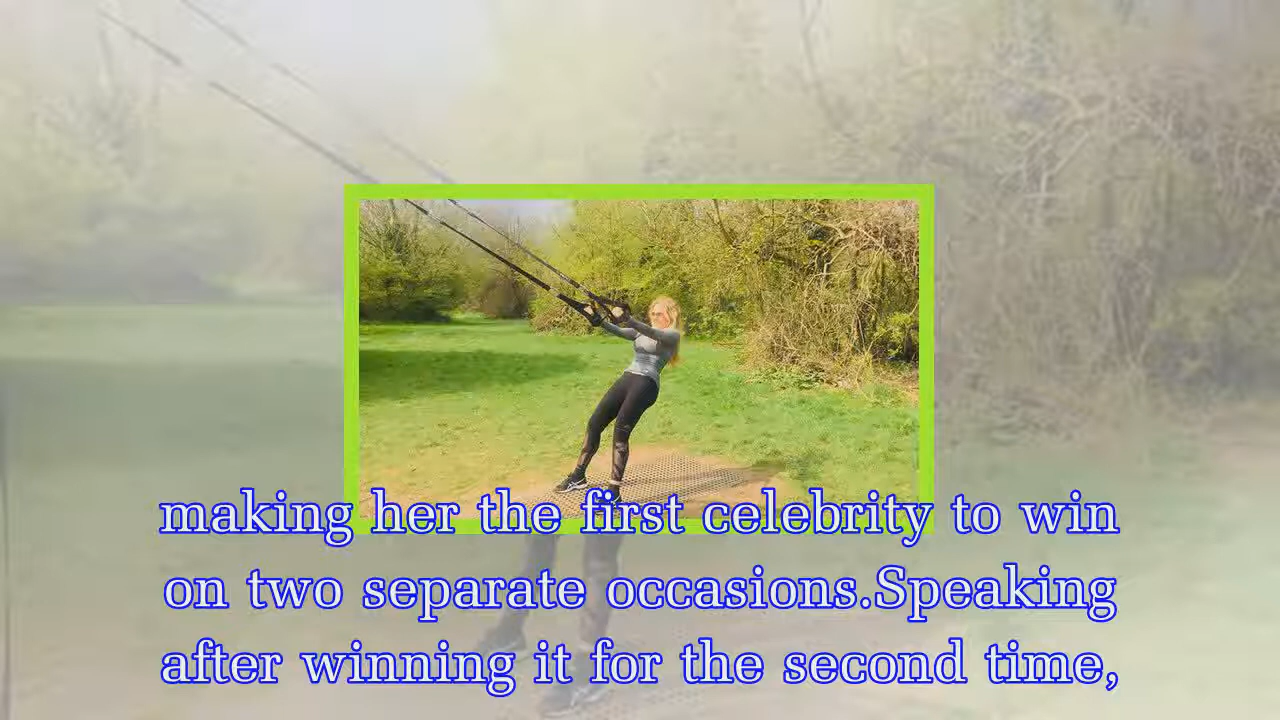 making her the first celebrity to win
on two separate occasions.Speaking
after winning it for the second time,